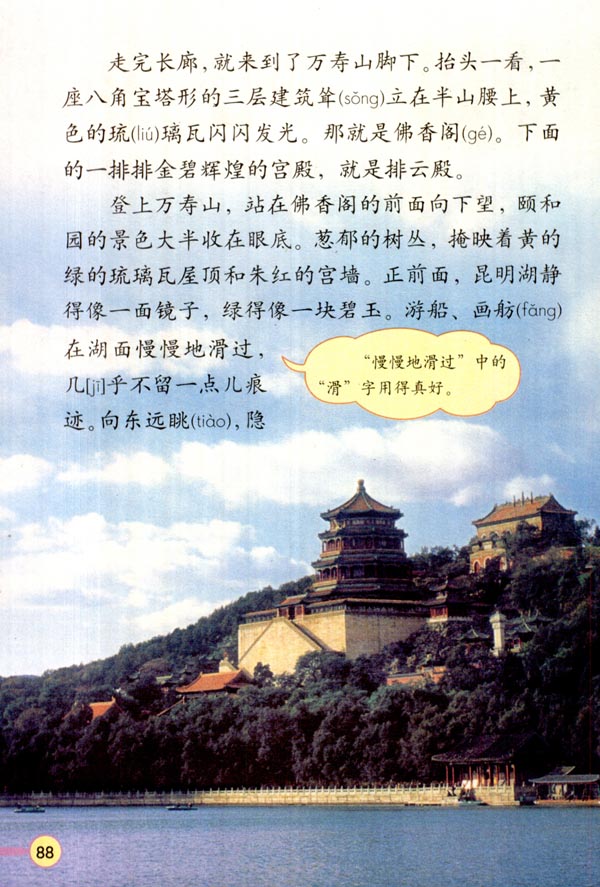 走完长廊，就来到了万寿山脚下。抬头一看，一
座八角宝塔形的三层建筑耸(sǒng)立在半山腰上，黄
色的琉(liú)璃瓦闪闪发光。那就是佛香阁(gé)。下面
的一排排金碧辉煌的宫殿，就是排云殿。
登上万寿山，站在佛香阁的前面向下望，颐和
园的景色大半收在眼底。葱郁的树丛，掩映着黄的
绿的琉璃瓦屋顶和朱红的宫墙。正前面，昆明湖静
得像一面镜子，绿得像一块碧玉。游船、画舫(fǎng)
在湖面慢慢地滑过，
几[jī]乎不留一点儿痕
迹。向东远眺(tiào)，隐
“慢慢地滑过”中的
“滑”字用得真好。
88